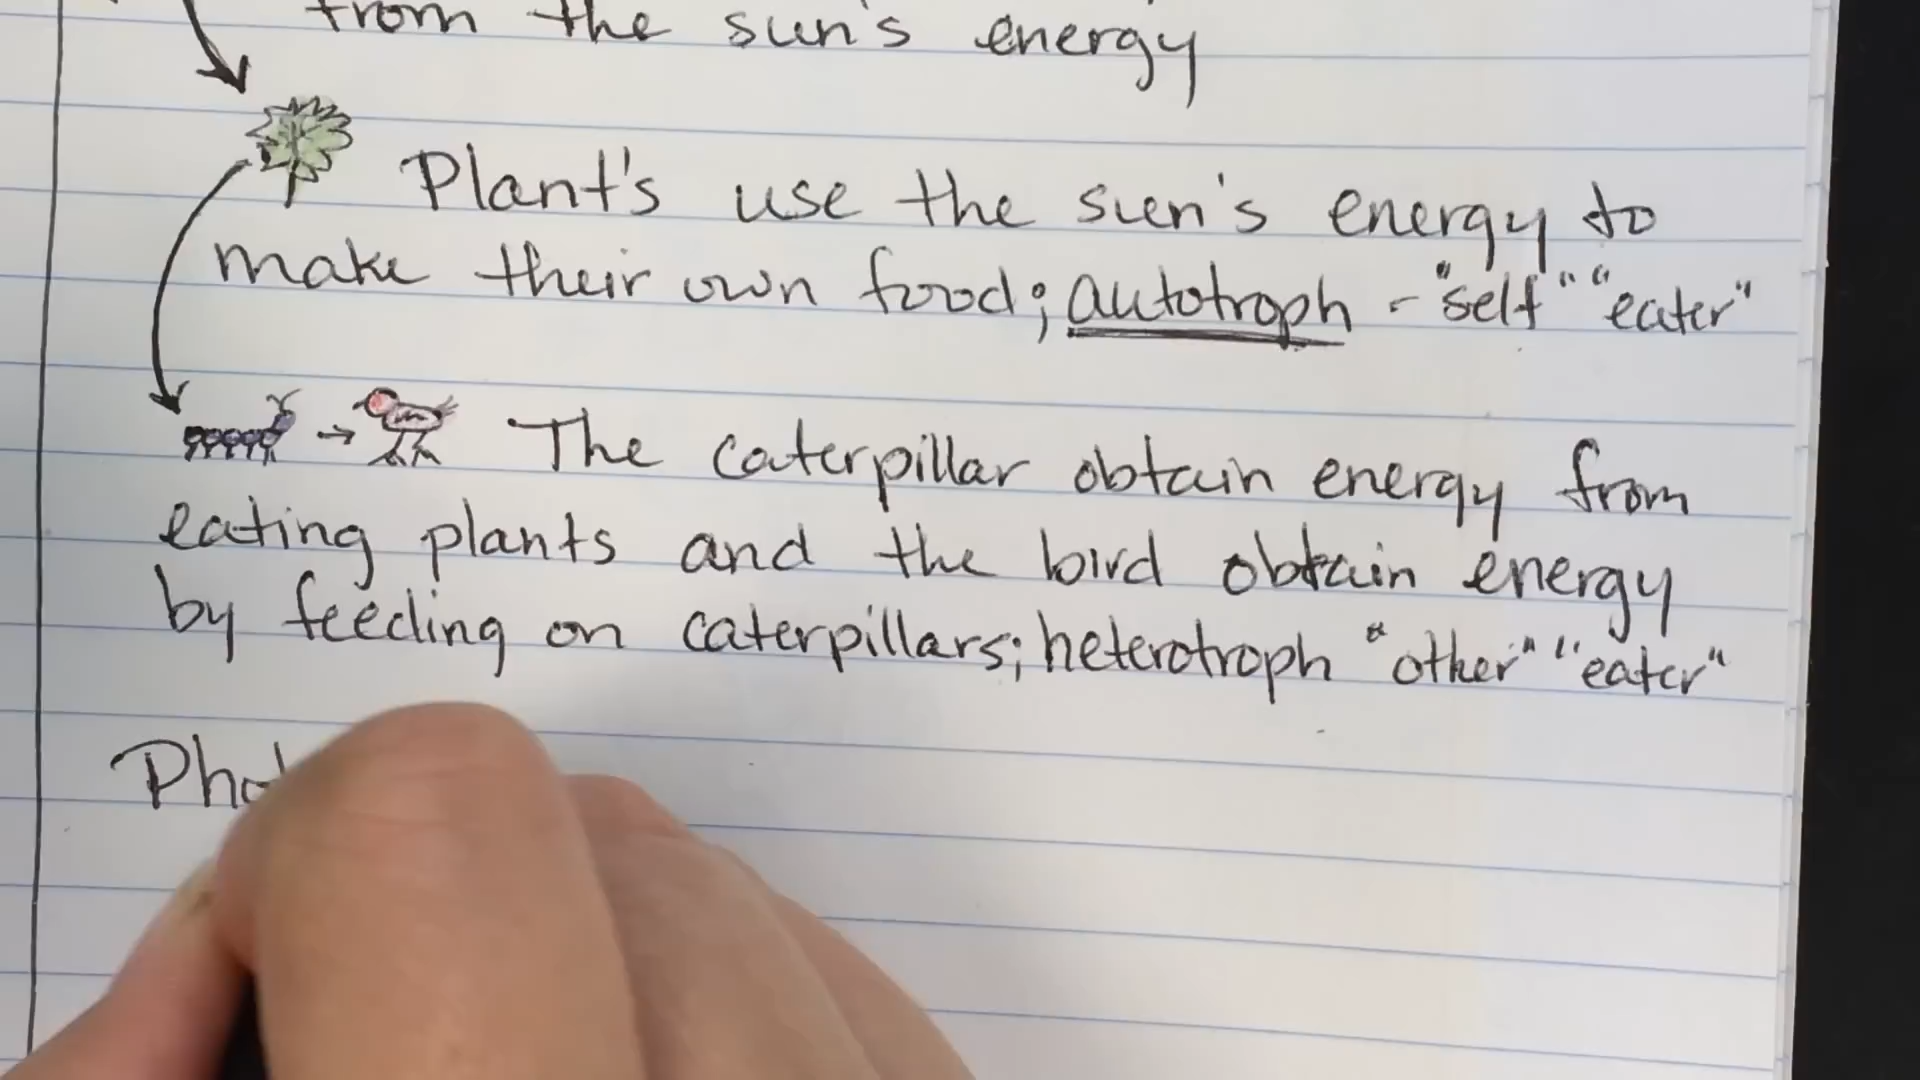 from the sun's energy
Plant's use the sun's energy to
make their own food; autotroph - "self" "eater"
The caterpillar obtain energy from
eating plants and the bird obtain energy
by feeding on caterpillars; heterotroph "other" "eater"
Phot